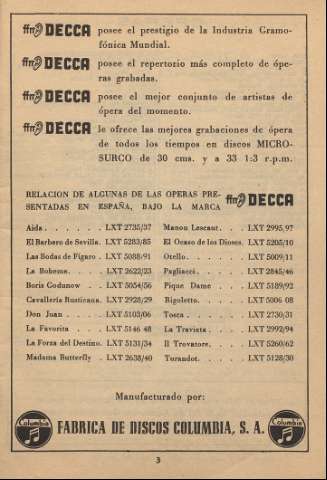 ffrr DECCA posee el prestigio de la Industria Gramo-
fónica Mundial.
ffrr DECCA posee el repertorio más completo de ópe-
ras grabadas.
ffrr DECCA posee el mejor conjunto de artistas de
ópera del momento.
ffrr DECCA le ofrece las mejores grabaciones de ópera
de todos los tiempos en discos MICRO-
SURCO de 30 cms. y a 33 1:3 r.p.m.
RELACION DE ALGUNAS DE LAS OPERAS PRE-
SENTADAS EN ESPAÑA, BAJO LA MARCA ffrr DECCA
Aida . . . . . . LXT 2735/37
El Barbero de Sevilla. LXT 5283/85
Las Bodas de Fígaro . LXT 5088/91
La Boheme. . . . LXT 2622/23
Boris Godunow . . LXT 5054/56
Cavalleria Rusticana. LXT 2928/29
Don Juan . . . . LXT 5103/06
La Favorita . . . LXT 5146 48
La Forza del Destino. LXT 5131/34
Madama Butterfly . LXT 2638/40
Manon Lescaut. . . LXT 2995/97
El Ocaso de los Dioses. LXT 5205/10
Otello. . . . . LXT 5009/11
Pagliacci. . . . . LXT 2845/46
Pique Dame . . . LXT 5189/92
Rigoletto. . . . . LXT 5006 08
Tosca . . . . . LXT 2730/31
La Traviata . . . LXT 2992/94
Il Trovatore. . . . LXT 5260/62
Turandot. . . . . LXT 5128/30
Manufacturado por:
Columbia FABRICA DE DISCOS COLUMBIA, S. A. Columbia
3